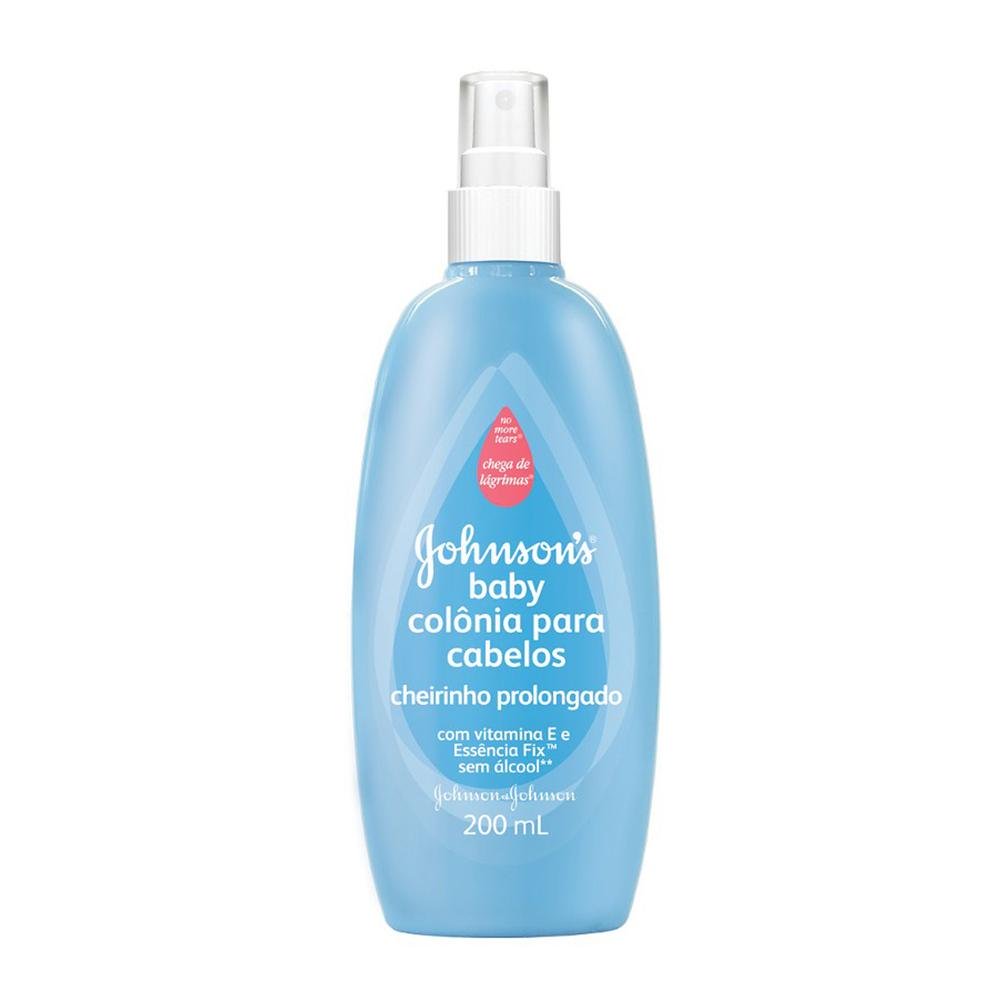 no
more
tears®
chega de
lágrimas®
Johnson's®
baby
colônia para
cabelos
cheirinho prolongado
com vitamina E e
Essência Fix™
sem álcool**
Johnson & Johnson
200 mL